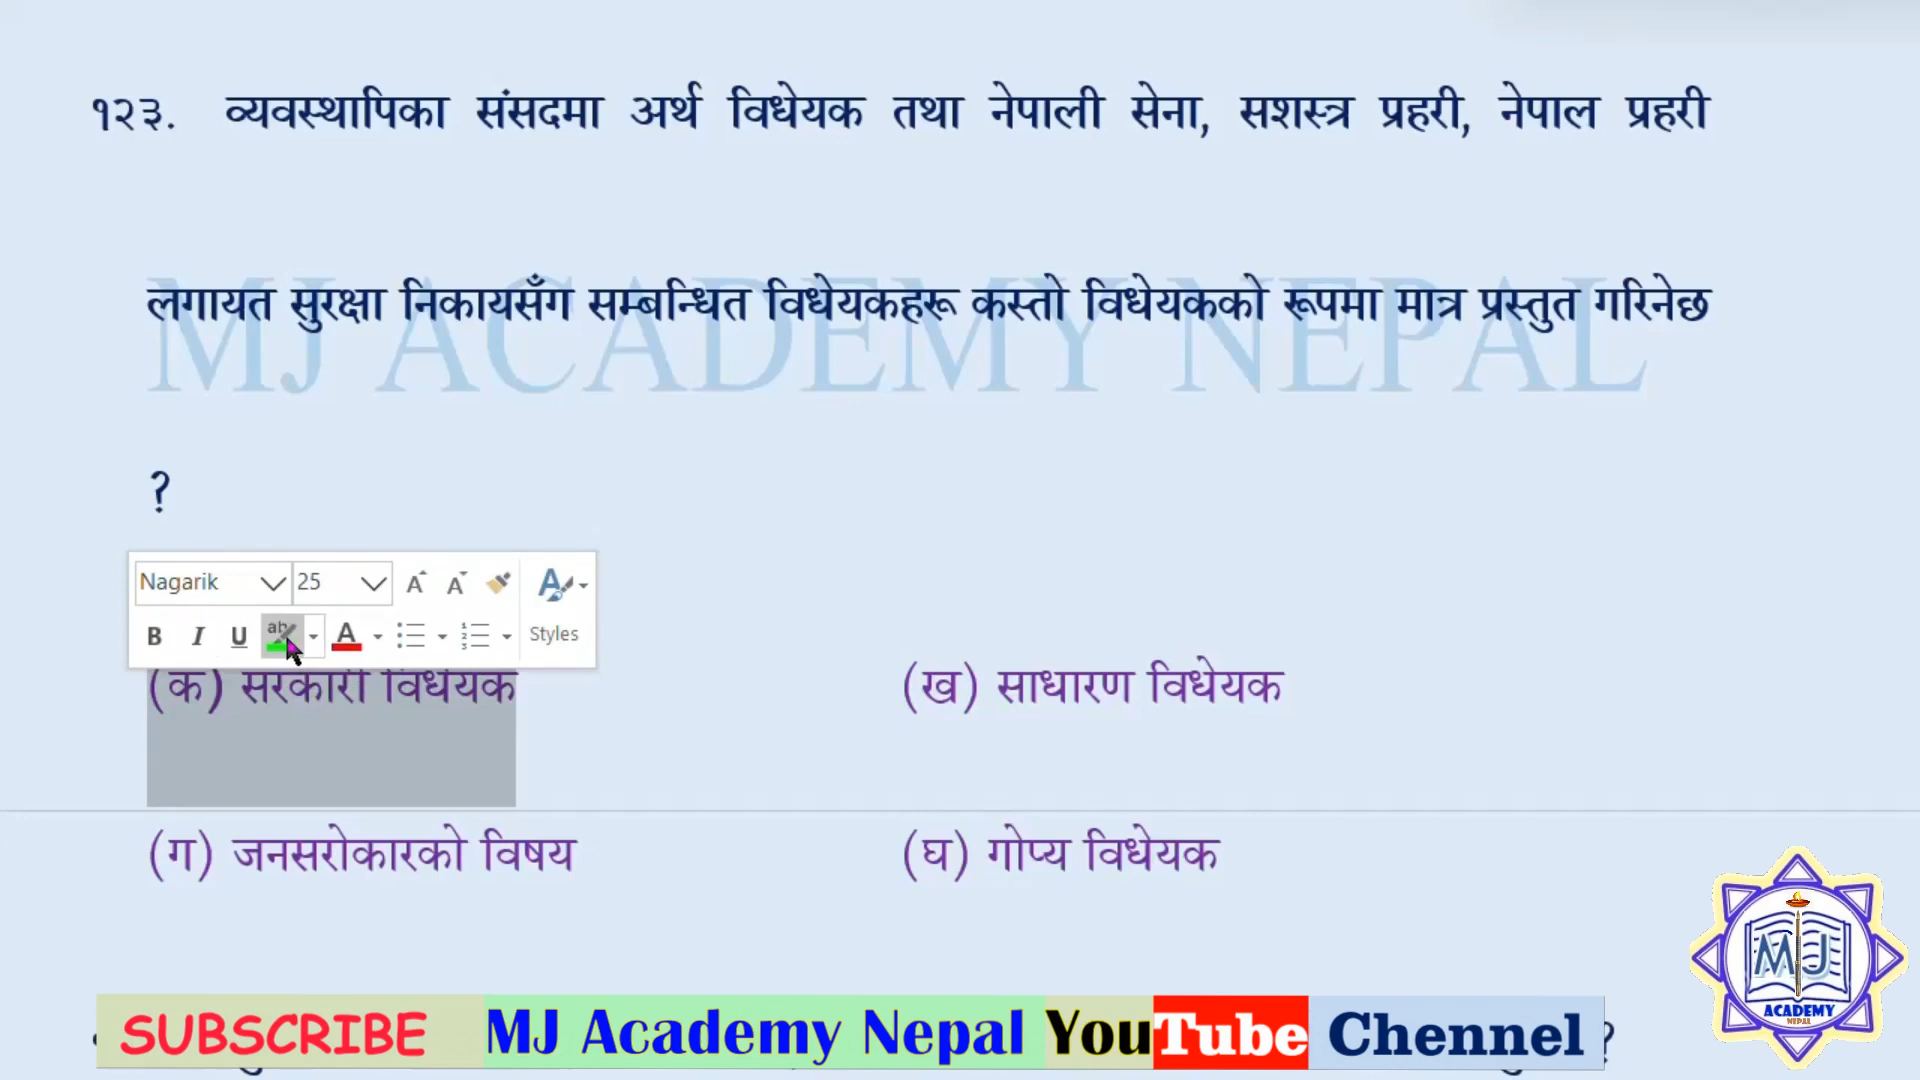 १२३. व्यवस्थापिका संसदमा अर्थ विधेयक तथा नेपाली सेना, सशस्त्र प्रहरी, नेपाल प्रहरी
लगायत सुरक्षा निकायसँग सम्बन्धित विधेयकहरू कस्तो विधेयकको रूपमा मात्र प्रस्तुत गरिनेछ
MJ ACADEMY NEPAL
?
Nagarik 25
B I U Styles
(क) सरकारी विधेयक (ख) साधारण विधेयक
(ग) जनसरोकारको विषय (घ) गोप्य विधेयक
MJ
ACADEMY
NEPAL
SUBSCRIBE MJ Academy Nepal YouTube Chennel ?